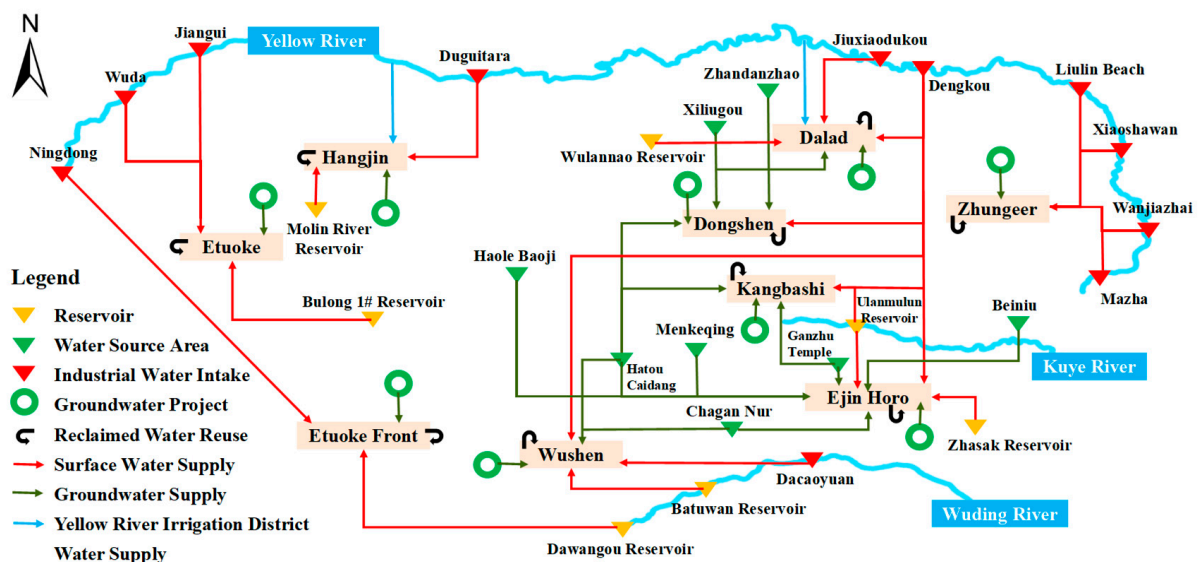 N
Jiangui
Yellow River
Duguitara
Jiuxiaodukou
Zhandanzhao
Dengkou
Liulin Beach
Wuda
Xiliugou
Xiaoshawan
Ningdong
Hangjin
Wulannao Reservoir
Dalad
Molin River
Reservoir
Zhungeer
Wanjiazhai
Etuoke
Dongshen
Haole Baoji
Mazha
Legend
Bulong 1# Reservoir
Kangbashi
Ulanmulun
Reservoir
Beiniu
Reservoir
Menkeqing
Ganzhu
Temple
Water Source Area
Kuye River
Industrial Water Intake
Hatou
Caidang
Ejin Horo
Groundwater Project
Chagan Nur
Reclaimed Water Reuse
Etuoke Front
Wushen
Zhasak Reservoir
Surface Water Supply
Dacaoyuan
Groundwater Supply
Batuwan Reservoir
Wuding River
Yellow River Irrigation District
Water Supply
Dawangou Reservoir